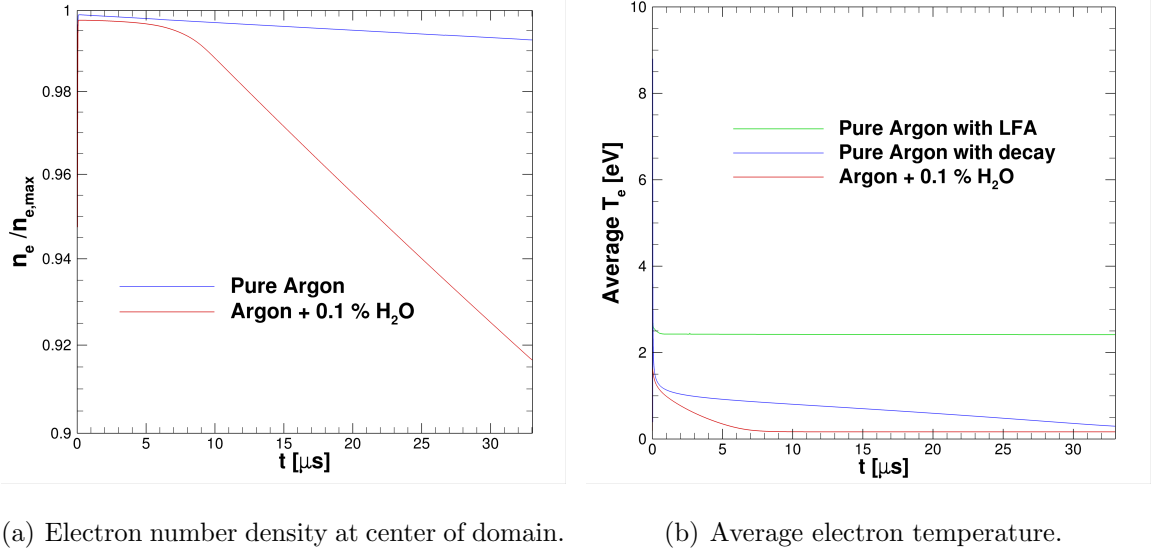 1
0.98
0.96
0.94
0.92
0.9
0
5
10
15
20
25
30
n_e /n_e,max
t [μs]
Pure Argon
Argon + 0.1 % H₂O
(a) Electron number density at center of domain.
10
8
6
4
2
0
0
5
10
15
20
25
30
Average T_e [eV]
t [μs]
Pure Argon with LFA
Pure Argon with decay
Argon + 0.1 % H₂O
(b) Average electron temperature.